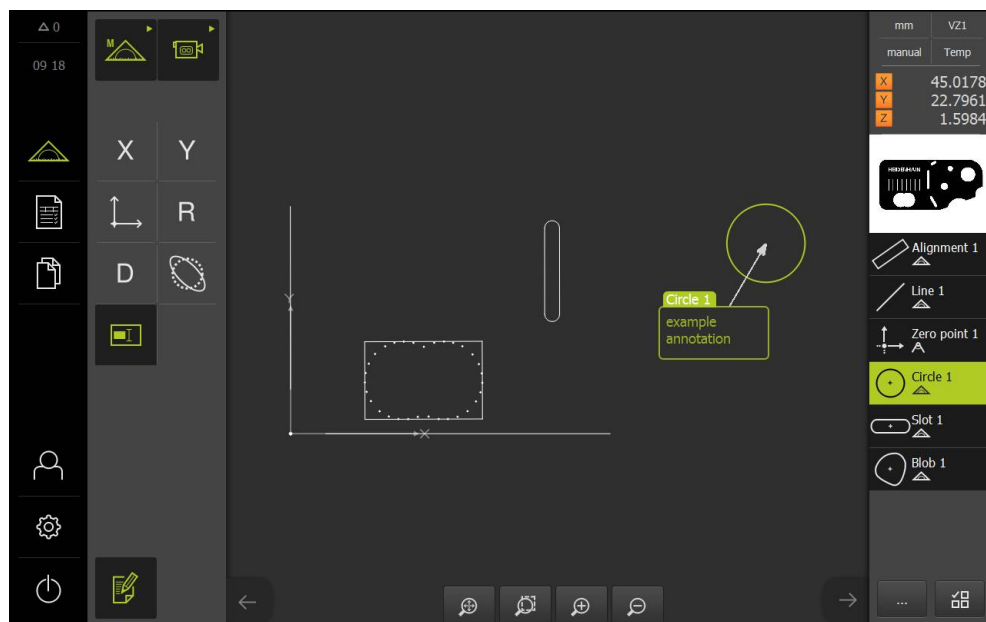 0
09 18
M
X Y
R
D
Y
X
Circle 1
example
annotation
mm VZ1
manual Temp
X 45.0178
Y 22.7961
Z 1.5984
HEIDENHAIN
Alignment 1
Line 1
Zero point 1
Circle 1
Slot 1
Blob 1
...